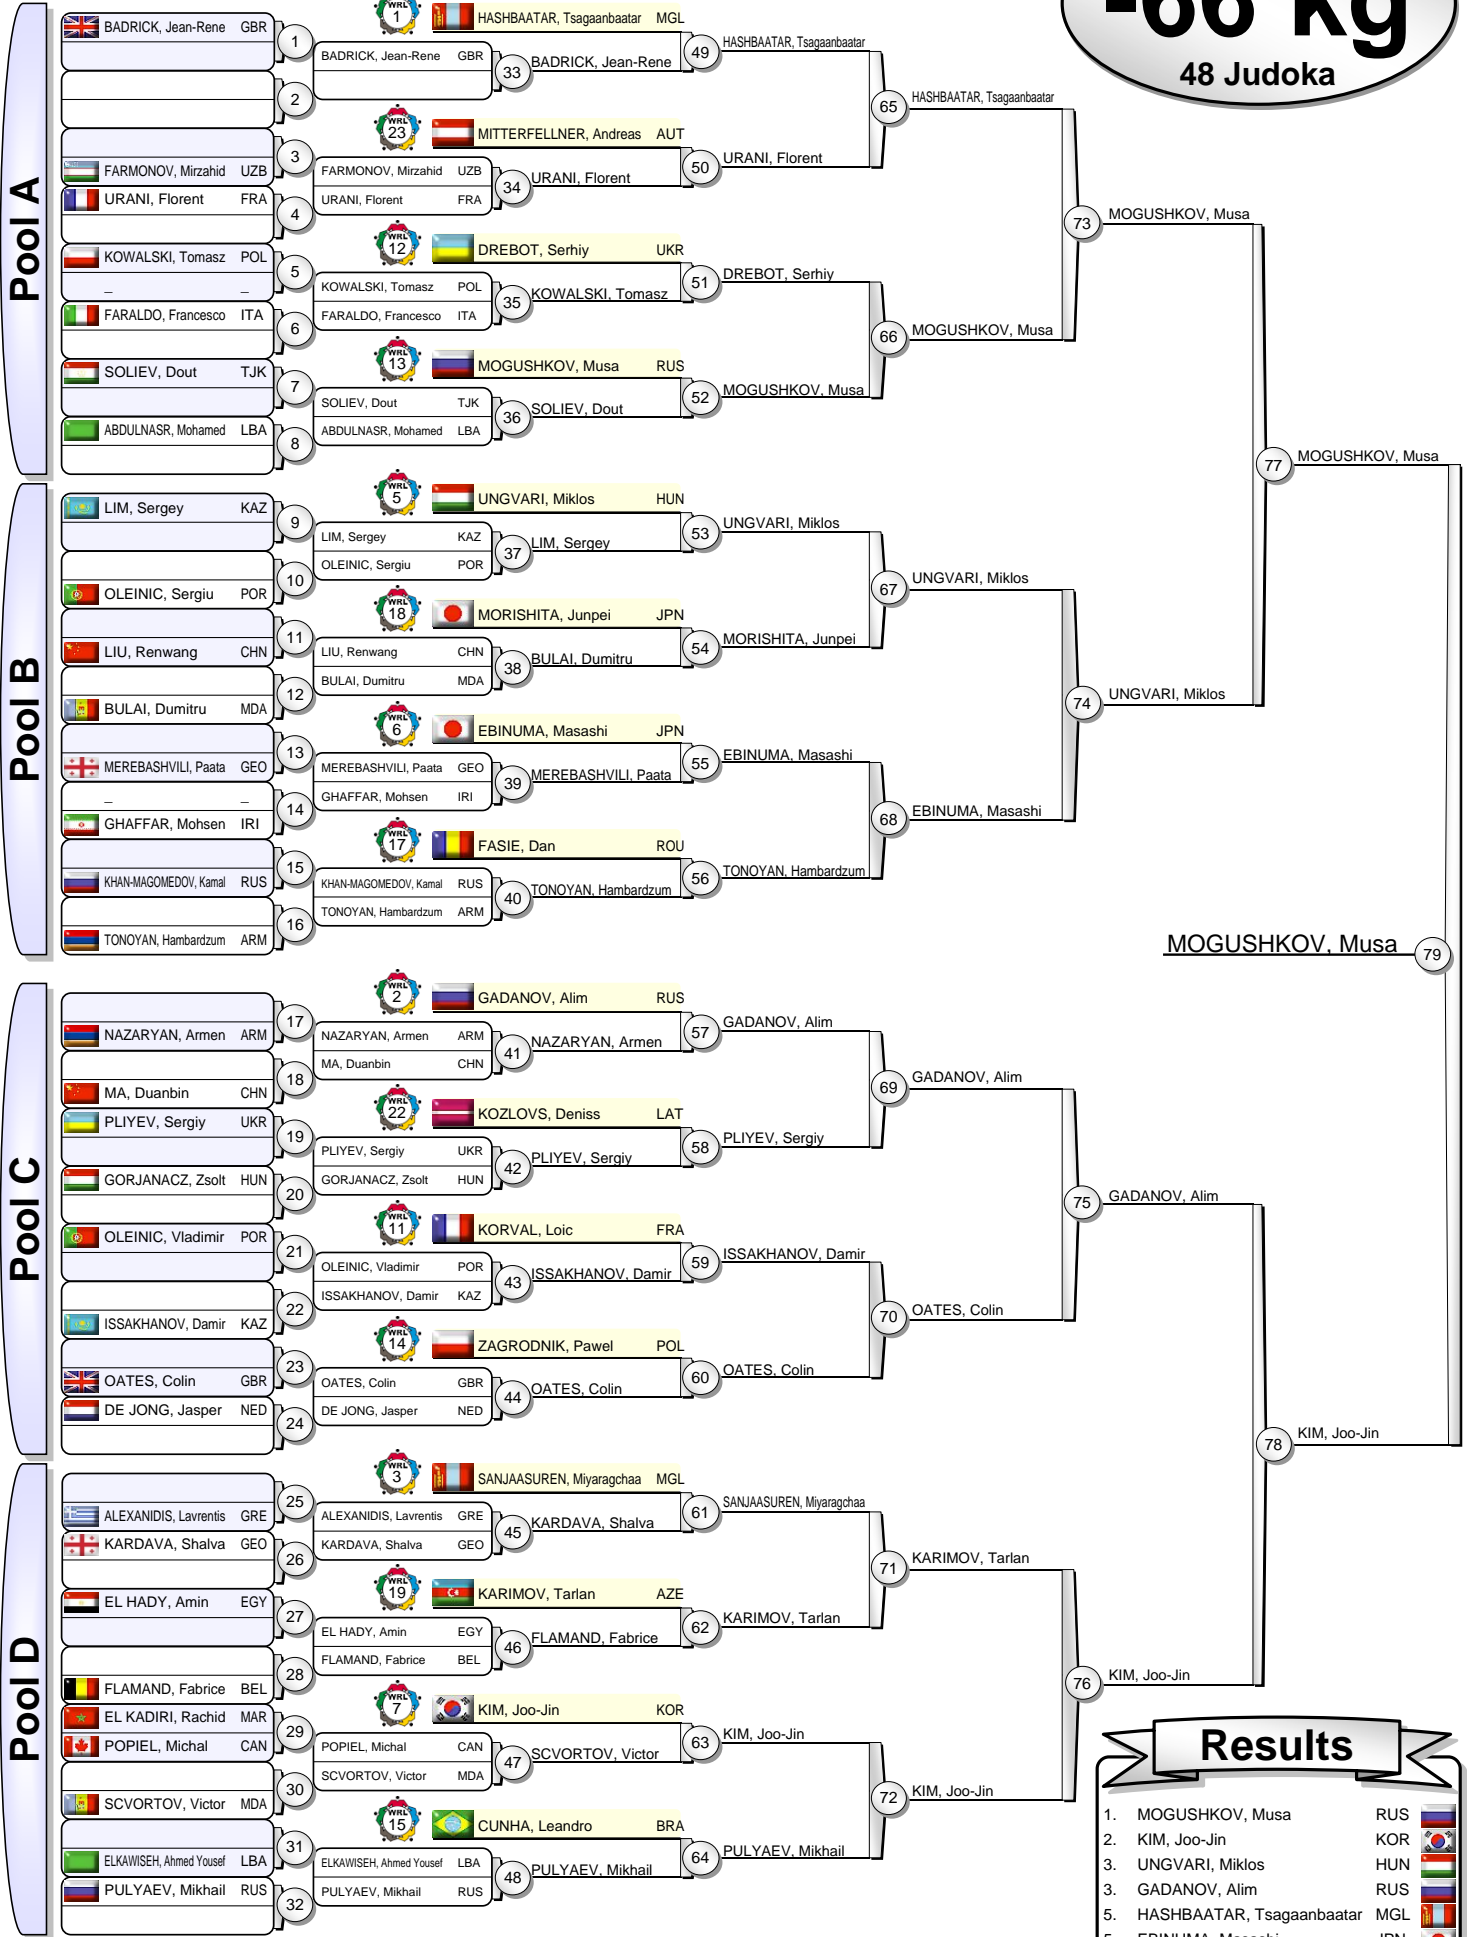 -66 kg
48 Judoka
Pool A
BADRICK, Jean-Rene GBR
1
2
FARMONOV, Mirzahid UZB
3
URANI, Florent FRA
4
KOWALSKI, Tomasz POL
_ _
5
FARALDO, Francesco ITA
6
SOLIEV, Dout TJK
7
ABDULNASR, Mohamed LBA
8
BADRICK, Jean-Rene GBR
33
FARMONOV, Mirzahid UZB
URANI, Florent FRA
34
KOWALSKI, Tomasz POL
FARALDO, Francesco ITA
35
SOLIEV, Dout TJK
ABDULNASR, Mohamed LBA
36
WRL 1
HASHBAATAR, Tsagaanbaatar MGL
BADRICK, Jean-Rene
49
WRL 23
MITTERFELLNER, Andreas AUT
URANI, Florent
50
WRL 12
DREBOT, Serhiy UKR
KOWALSKI, Tomasz
51
WRL 13
MOGUSHKOV, Musa RUS
SOLIEV, Dout
52
HASHBAATAR, Tsagaanbaatar
URANI, Florent
65
DREBOT, Serhiy
MOGUSHKOV, Musa
66
HASHBAATAR, Tsagaanbaatar
MOGUSHKOV, Musa
73
MOGUSHKOV, Musa
Pool B
LIM, Sergey KAZ
9
OLEINIC, Sergiu POR
10
LIU, Renwang CHN
11
BULAI, Dumitru MDA
12
MEREBASHVILI, Paata GEO
13
_ _
GHAFFAR, Mohsen IRI
14
KHAN-MAGOMEDOV, Kamal RUS
15
TONOYAN, Hambardzum ARM
16
LIM, Sergey KAZ
OLEINIC, Sergiu POR
37
LIU, Renwang CHN
BULAI, Dumitru MDA
38
MEREBASHVILI, Paata GEO
GHAFFAR, Mohsen IRI
39
KHAN-MAGOMEDOV, Kamal RUS
TONOYAN, Hambardzum ARM
40
WRL 5
UNGVARI, Miklos HUN
LIM, Sergey
53
WRL 18
MORISHITA, Junpei JPN
BULAI, Dumitru
54
WRL 6
EBINUMA, Masashi JPN
MEREBASHVILI, Paata
55
WRL 17
FASIE, Dan ROU
TONOYAN, Hambardzum
56
UNGVARI, Miklos
MORISHITA, Junpei
67
EBINUMA, Masashi
TONOYAN, Hambardzum
68
UNGVARI, Miklos
EBINUMA, Masashi
74
UNGVARI, Miklos
77
MOGUSHKOV, Musa
MOGUSHKOV, Musa
79
Pool C
NAZARYAN, Armen ARM
17
MA, Duanbin CHN
18
PLIYEV, Sergiy UKR
19
GORJANACZ, Zsolt HUN
20
OLEINIC, Vladimir POR
21
ISSAKHANOV, Damir KAZ
22
OATES, Colin GBR
23
DE JONG, Jasper NED
24
NAZARYAN, Armen ARM
MA, Duanbin CHN
41
PLIYEV, Sergiy UKR
GORJANACZ, Zsolt HUN
42
OLEINIC, Vladimir POR
ISSAKHANOV, Damir KAZ
43
OATES, Colin GBR
DE JONG, Jasper NED
44
WRL 2
GADANOV, Alim RUS
NAZARYAN, Armen
57
WRL 22
KOZLOVS, Deniss LAT
PLIYEV, Sergiy
58
WRL 11
KORVAL, Loic FRA
ISSAKHANOV, Damir
59
WRL 14
ZAGRODNIK, Pawel POL
OATES, Colin
60
GADANOV, Alim
PLIYEV, Sergiy
69
ISSAKHANOV, Damir
OATES, Colin
70
GADANOV, Alim
OATES, Colin
75
GADANOV, Alim
Pool D
ALEXANIDIS, Lavrentis GRE
25
KARDAVA, Shalva GEO
26
EL HADY, Amin EGY
27
FLAMAND, Fabrice BEL
28
EL KADIRI, Rachid MAR
POPIEL, Michal CAN
29
SCVORTOV, Victor MDA
30
ELKAWISEH, Ahmed Yousef LBA
31
PULYAEV, Mikhail RUS
32
ALEXANIDIS, Lavrentis GRE
KARDAVA, Shalva GEO
45
EL HADY, Amin EGY
FLAMAND, Fabrice BEL
46
POPIEL, Michal CAN
SCVORTOV, Victor MDA
47
ELKAWISEH, Ahmed Yousef LBA
PULYAEV, Mikhail RUS
48
WRL 3
SANJAASUREN, Miyaragchaa MGL
KARDAVA, Shalva
61
WRL 19
KARIMOV, Tarlan AZE
FLAMAND, Fabrice
62
WRL 7
KIM, Joo-Jin KOR
SCVORTOV, Victor
63
WRL 15
CUNHA, Leandro BRA
PULYAEV, Mikhail
64
SANJAASUREN, Miyaragchaa
KARIMOV, Tarlan
71
KIM, Joo-Jin
PULYAEV, Mikhail
72
KARIMOV, Tarlan
KIM, Joo-Jin
76
KIM, Joo-Jin
78
KIM, Joo-Jin
Results
1. MOGUSHKOV, Musa RUS
2. KIM, Joo-Jin KOR
3. UNGVARI, Miklos HUN
3. GADANOV, Alim RUS
5. HASHBAATAR, Tsagaanbaatar MGL
5. EBINUMA, Masashi JPN